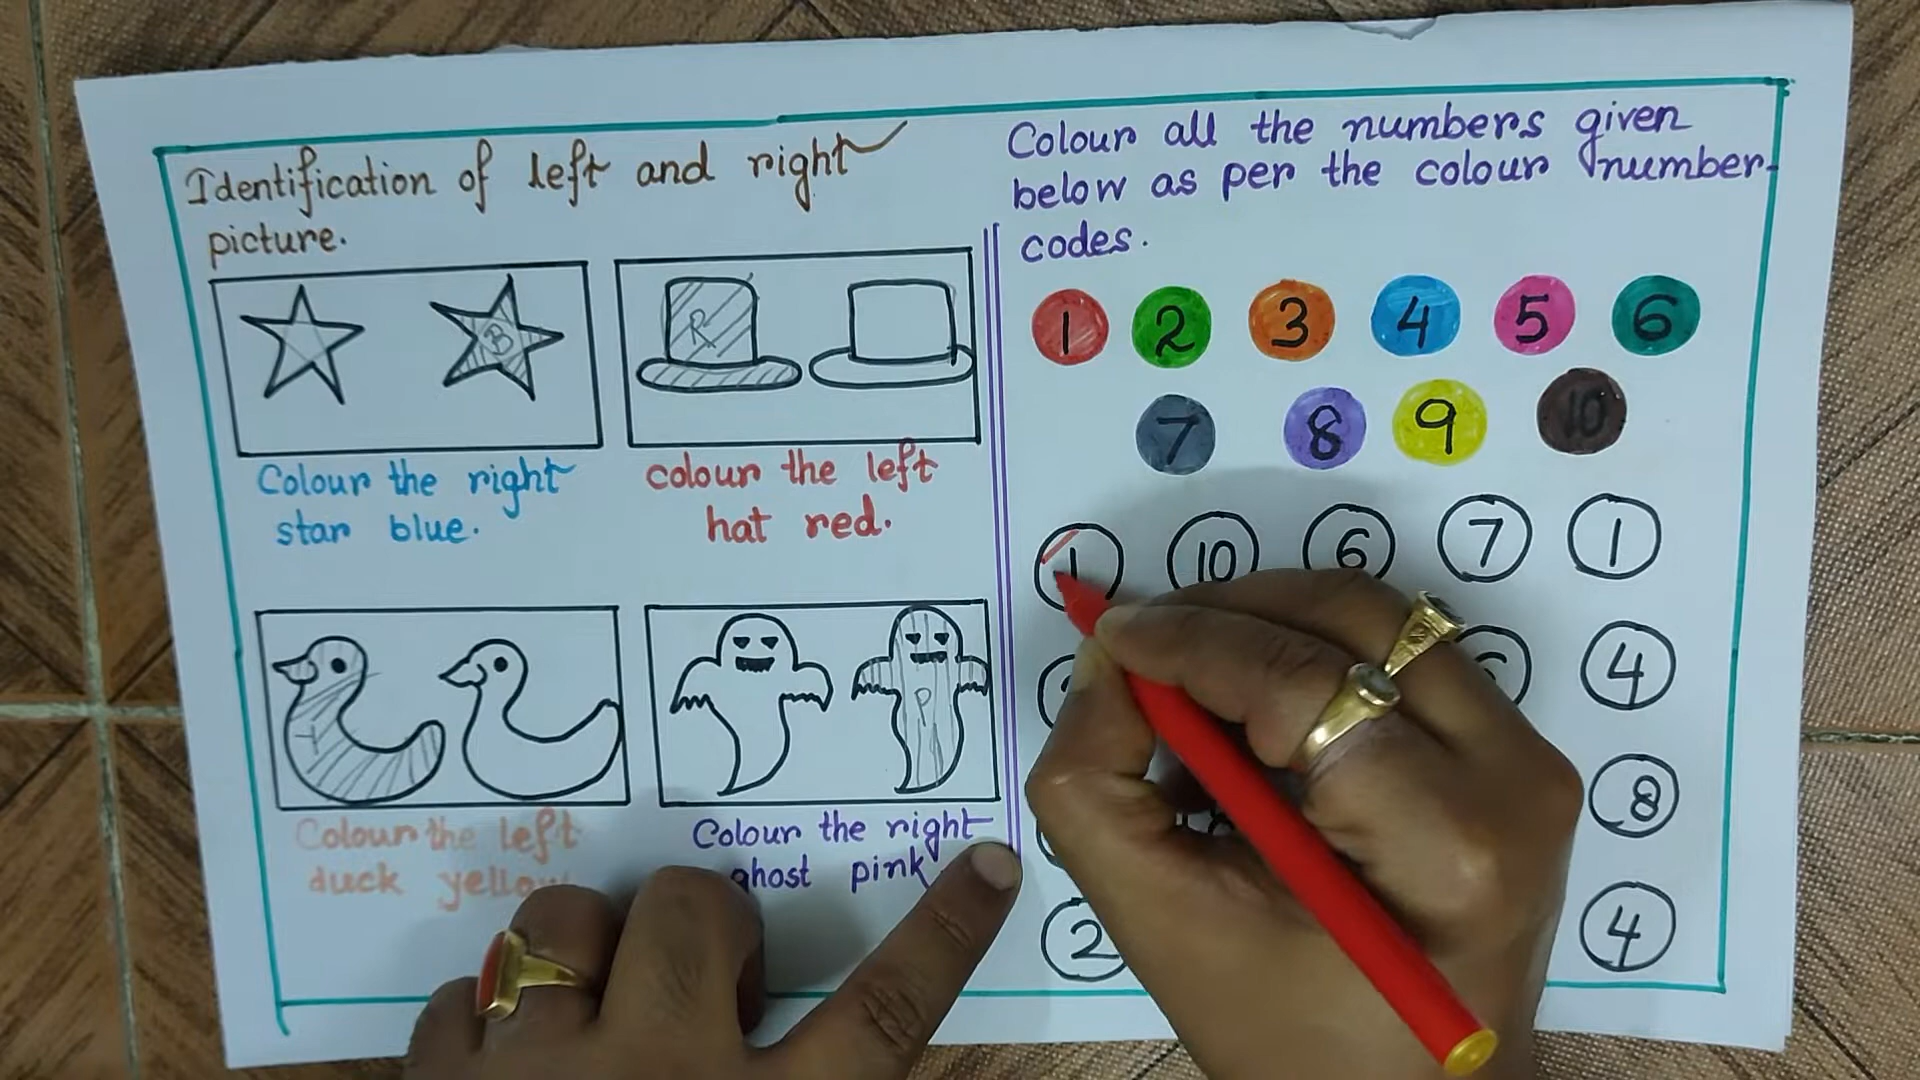 Identification of left and right
picture.
B
R
Colour the right
star blue.
colour the left
hat red.
Y
P
Colour the left
duck yellow
Colour the right
ghost pink.
Colour all the numbers given
below as per the colour number
codes.
1 2 3 4 5 6
7 8 9 10
1 10 6 7 1
4
8
2 4